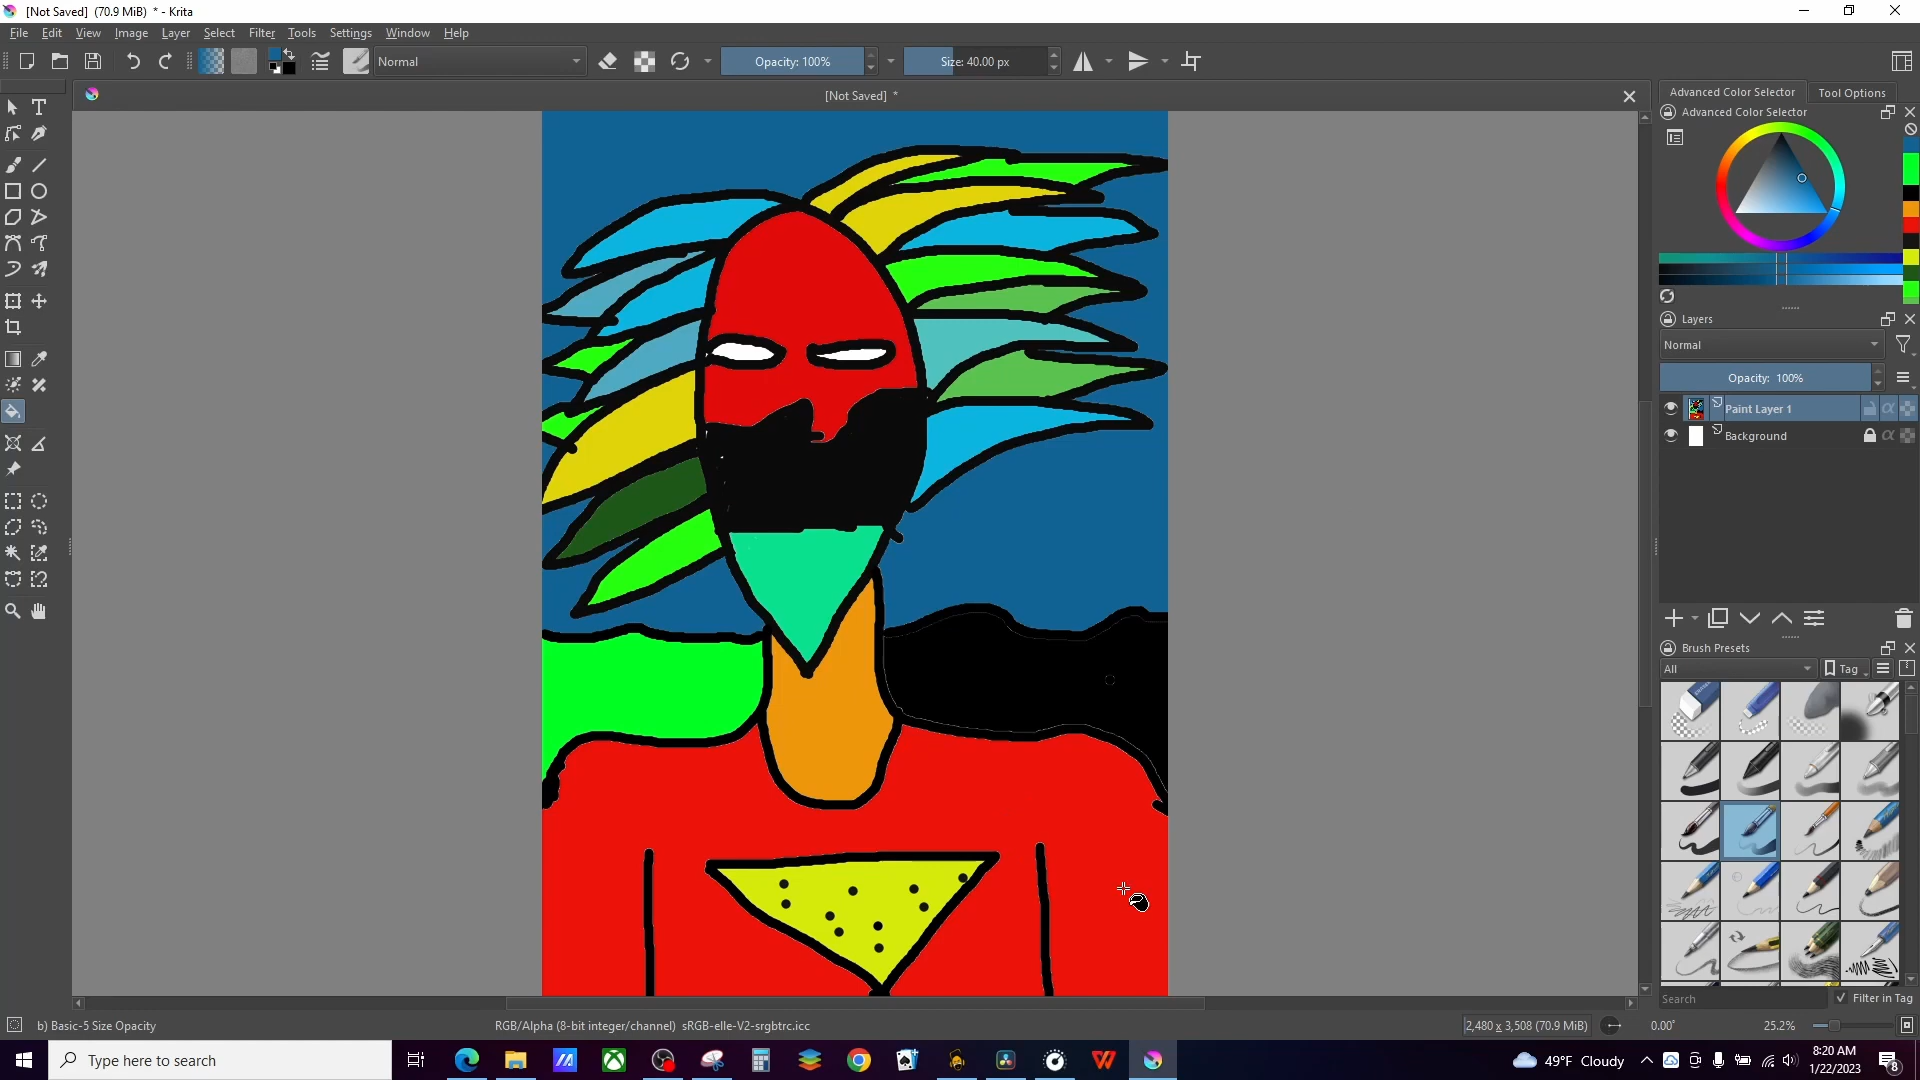 [Not Saved]  (70.9 MiB)  * - Krita
File Edit View Image Layer Select Filter Tools Settings Window Help
Normal
Opacity: 100%
Size: 40.00 px
[Not Saved]  *
Advanced Color Selector
Tool Options
Advanced Color Selector
Layers
Normal
Opacity:  100%
Paint Layer 1
Background
Brush Presets
All
Tag
Search
Filter in Tag
b) Basic-5 Size Opacity
RGB/Alpha (8-bit integer/channel)  sRGB-elle-V2-srgbtrc.icc
2,480 x 3,508 (70.9 MiB)
0.00°
25.2%
Type here to search
49°F  Cloudy
8:20 AM
1/22/2023
8